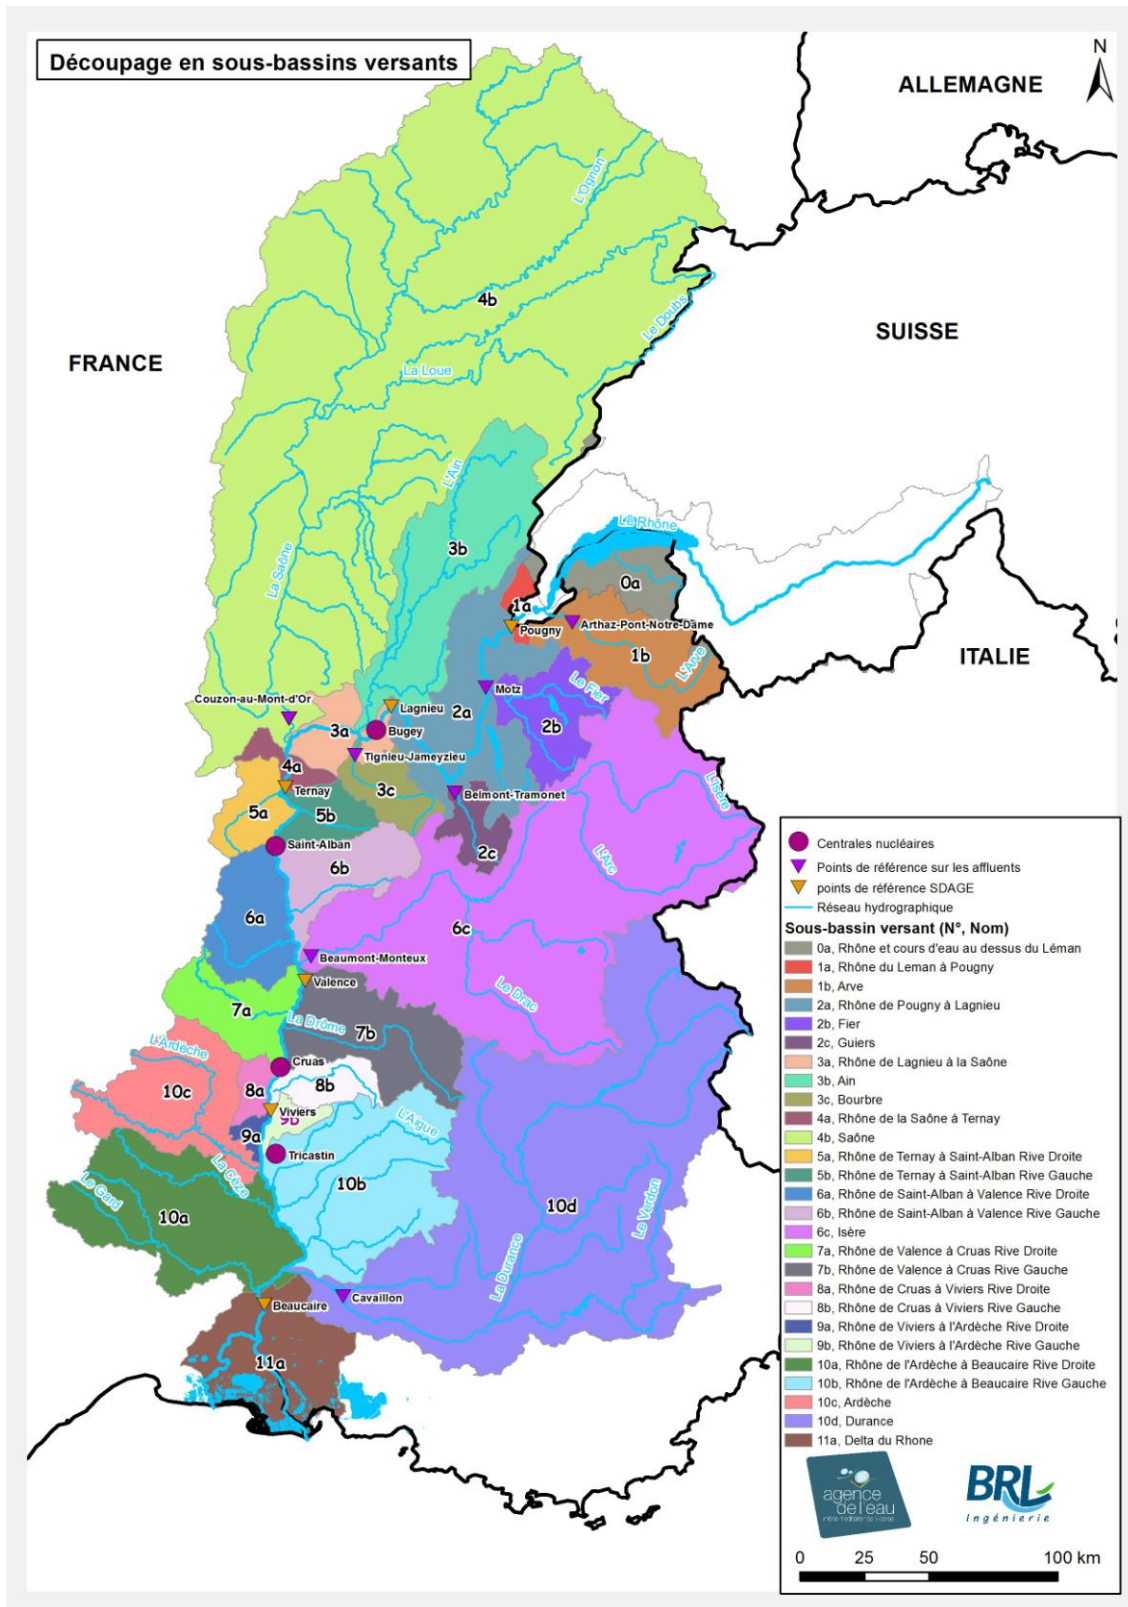 Découpage en sous-bassins versants
N
ALLEMAGNE
L'Ognon
4b
Le Doubs
SUISSE
FRANCE
La Loue
L'Ain
Le Rhône
3b
La Saône
0a
1a
Pougny
Arthaz-Pont-Notre-Dame
1b
L'Arve
ITALIE
Couzon-au-Mont-d'Or
Motz
Le Fier
Lagnieu
2a
3a
Bugey
2b
Tignieu-Jameyzieu
4a
Ternay
3c
Belmont-Tramonet
L'Isère
5a
5b
Saint-Alban
2c
L'Arc
6b
6a
6c
Beaumont-Monteux
Valence
Le Drac
7a
La Drôme
7b
L'Ardèche
Cruas
10c
8a
8b
Viviers
9b
L'Aigue
9a
Tricastin
La Cèze
10b
Le Gard
10a
10d
Le Verdon
La Durance
Cavaillon
Beaucaire
11a
Centrales nucléaires
Points de référence sur les affluents
points de référence SDAGE
Réseau hydrographique
Sous-bassin versant (N°, Nom)
0a, Rhône et cours d'eau au dessus du Léman
1a, Rhône du Leman à Pougny
1b, Arve
2a, Rhône de Pougny à Lagnieu
2b, Fier
2c, Guiers
3a, Rhône de Lagnieu à la Saône
3b, Ain
3c, Bourbre
4a, Rhône de la Saône à Ternay
4b, Saône
5a, Rhône de Ternay à Saint-Alban Rive Droite
5b, Rhône de Ternay à Saint-Alban Rive Gauche
6a, Rhône de Saint-Alban à Valence Rive Droite
6b, Rhône de Saint-Alban à Valence Rive Gauche
6c, Isère
7a, Rhône de Valence à Cruas Rive Droite
7b, Rhône de Valence à Cruas Rive Gauche
8a, Rhône de Cruas à Viviers Rive Droite
8b, Rhône de Cruas à Viviers Rive Gauche
9a, Rhône de Viviers à l'Ardèche Rive Droite
9b, Rhône de Viviers à l'Ardèche Rive Gauche
10a, Rhône de l'Ardèche à Beaucaire Rive Droite
10b, Rhône de l'Ardèche à Beaucaire Rive Gauche
10c, Ardèche
10d, Durance
11a, Delta du Rhone
agence
de l'eau
BRL
Ingénierie
0 25 50 100 km